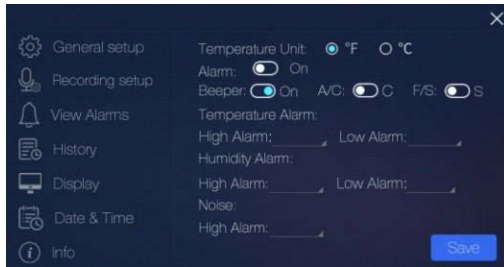 General setup
Recording setup
View Alarms
History
Display
Date & Time
Info
Temperature Unit: °F °C
Alarm: On
Beeper: On A/C: C F/S: S
Temperature Alarm:
High Alarm: Low Alarm:
Humidity Alarm:
High Alarm: Low Alarm:
Noise:
High Alarm:
Save